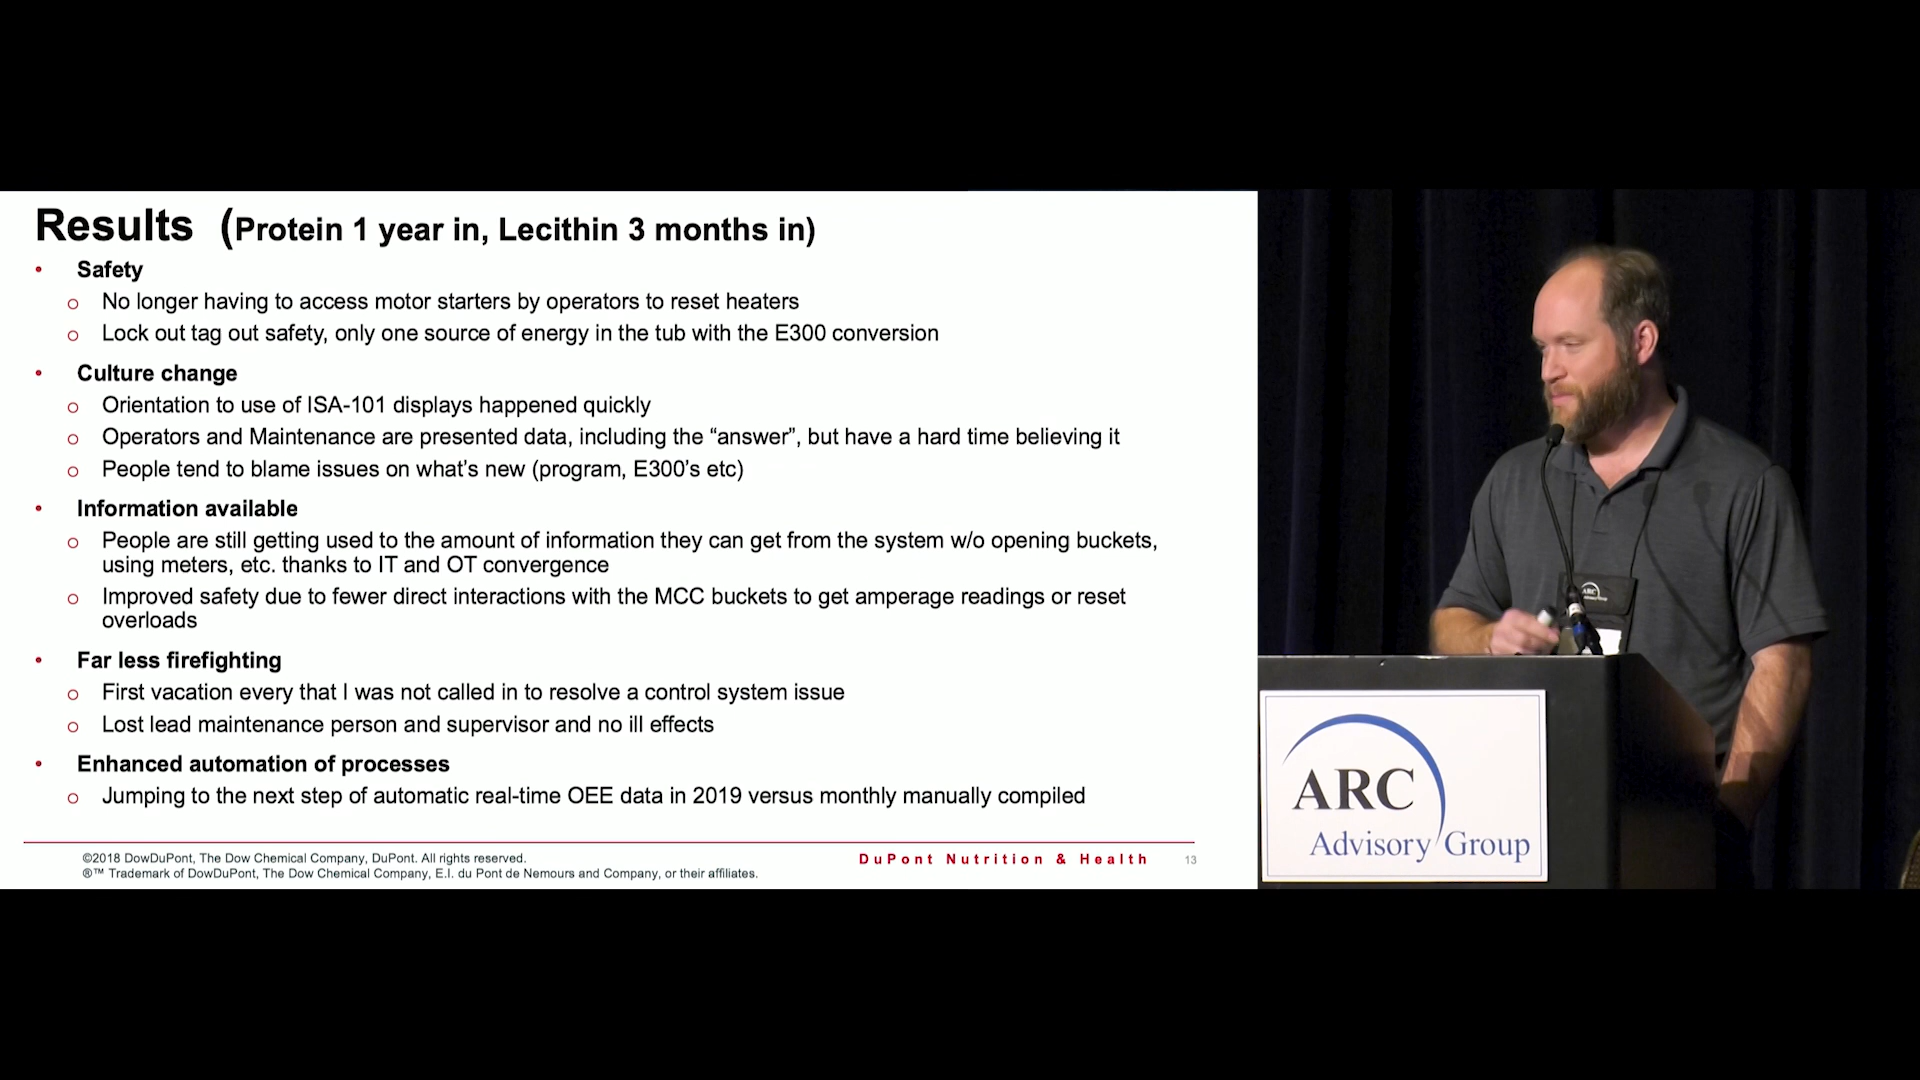 Results (Protein 1 year in, Lecithin 3 months in)
• Safety
o No longer having to access motor starters by operators to reset heaters
o Lock out tag out safety, only one source of energy in the tub with the E300 conversion
• Culture change
o Orientation to use of ISA-101 displays happened quickly
o Operators and Maintenance are presented data, including the “answer”, but have a hard time believing it
o People tend to blame issues on what’s new (program, E300’s etc)
• Information available
o People are still getting used to the amount of information they can get from the system w/o opening buckets,
using meters, etc. thanks to IT and OT convergence
o Improved safety due to fewer direct interactions with the MCC buckets to get amperage readings or reset
overloads
• Far less firefighting
o First vacation every that I was not called in to resolve a control system issue
o Lost lead maintenance person and supervisor and no ill effects
• Enhanced automation of processes
o Jumping to the next step of automatic real-time OEE data in 2019 versus monthly manually compiled
©2018 DowDuPont, The Dow Chemical Company, DuPont. All rights reserved.
®™ Trademark of DowDuPont, The Dow Chemical Company, E.I. du Pont de Nemours and Company, or their affiliates.
DuPont Nutrition & Health 13
ARC
ARC
Advisory Group